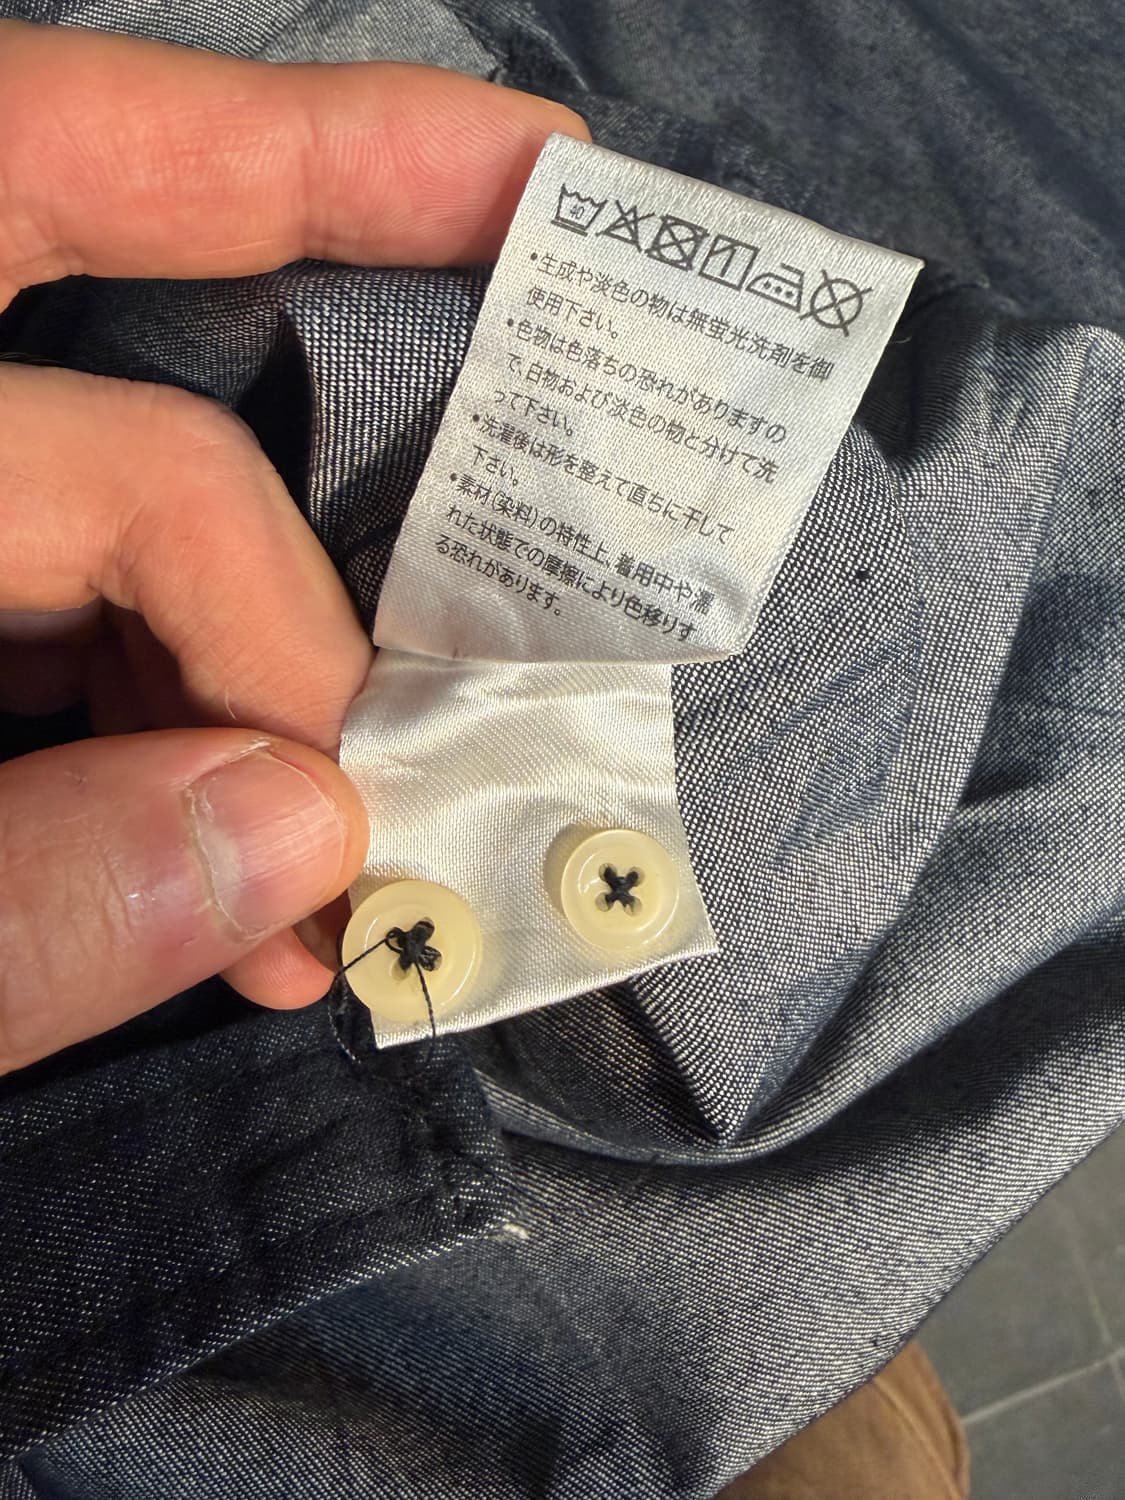 40
・生成や淡色の物は無蛍光洗剤を御
使用下さい。
・色物は色落ちの恐れがありますの
で、白物および淡色の物と分けて洗
って下さい。
・洗濯後は形を整えて直ちに干して
下さい。
・素材(染料)の特性上、着用中や濡
れた状態での摩擦により色移りす
る恐れがあります。